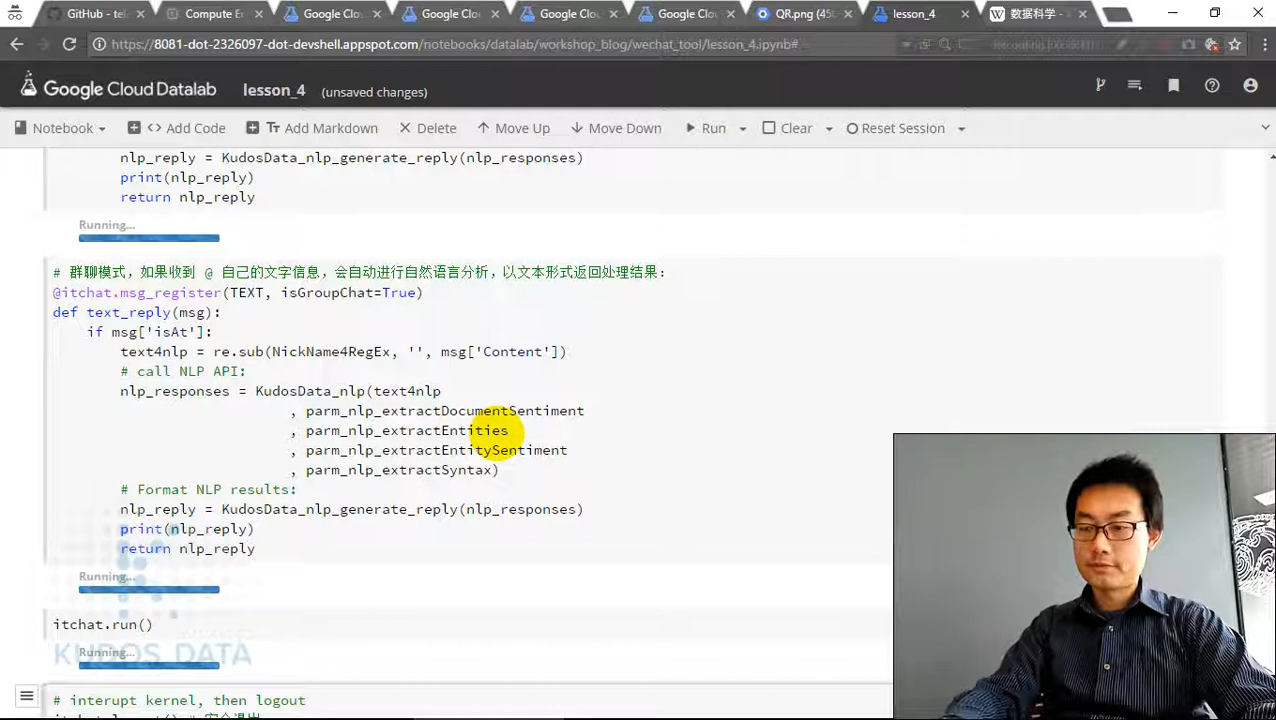 GitHub - tel
Compute E
Google Clo
Google Clo
Google Clo
Google Clo
QR.png (45
lesson_4
数据科学 -
https://8081-dot-2326097-dot-devshell.appspot.com/notebooks/datalab/workshop_blog/wechat_tool/lesson_4.ipynb#
Google Cloud Datalab
lesson_4
(unsaved changes)
Notebook
<> Add Code
Add Markdown
Delete
Move Up
Move Down
Run
Clear
Reset Session
nlp_reply = KudosData_nlp_generate_reply(nlp_responses)
print(nlp_reply)
return nlp_reply
Running...
# 群聊模式，如果收到 @ 自己的文字信息，会自动进行自然语言分析，以文本形式返回处理结果：
@itchat.msg_register(TEXT, isGroupChat=True)
def text_reply(msg):
if msg['isAt']:
text4nlp = re.sub(NickName4RegEx, '', msg['Content'])
# call NLP API:
nlp_responses = KudosData_nlp(text4nlp
, parm_nlp_extractDocumentSentiment
, parm_nlp_extractEntities
, parm_nlp_extractEntitySentiment
, parm_nlp_extractSyntax)
# Format NLP results:
nlp_reply = KudosData_nlp_generate_reply(nlp_responses)
print(nlp_reply)
return nlp_reply
Running...
itchat.run()
KUDOS DATA
Running...
# interupt kernel, then logout